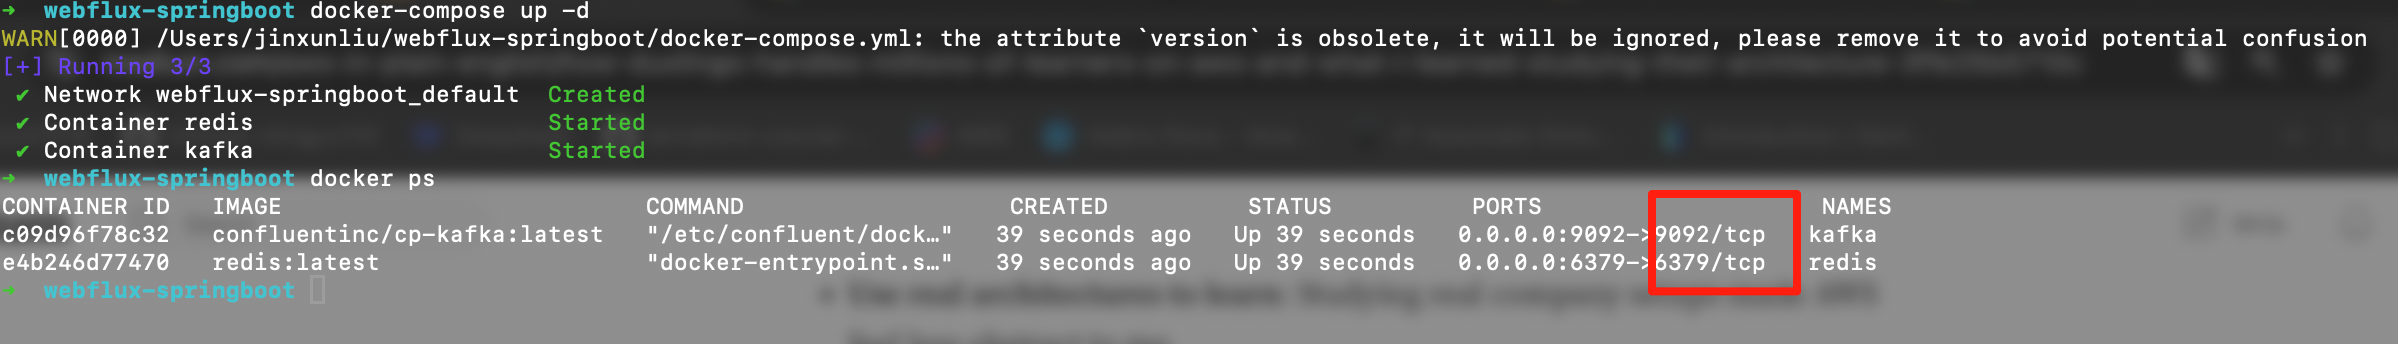 ➜  webflux-springboot docker-compose up -d
WARN[0000] /Users/jinxunliu/webflux-springboot/docker-compose.yml: the attribute `version` is obsolete, it will be ignored, please remove it to avoid potential confusion
[+] Running 3/3
 ✔ Network webflux-springboot_default  Created
 ✔ Container redis                     Started
 ✔ Container kafka                     Started
➜  webflux-springboot docker ps
CONTAINER ID   IMAGE                          COMMAND                   CREATED          STATUS          PORTS                    NAMES
c09d96f78c32   confluentinc/cp-kafka:latest   "/etc/confluent/dock…"   39 seconds ago   Up 39 seconds   0.0.0.0:9092->9092/tcp   kafka
e4b246d77470   redis:latest                   "docker-entrypoint.s…"   39 seconds ago   Up 39 seconds   0.0.0.0:6379->6379/tcp   redis
➜  webflux-springboot